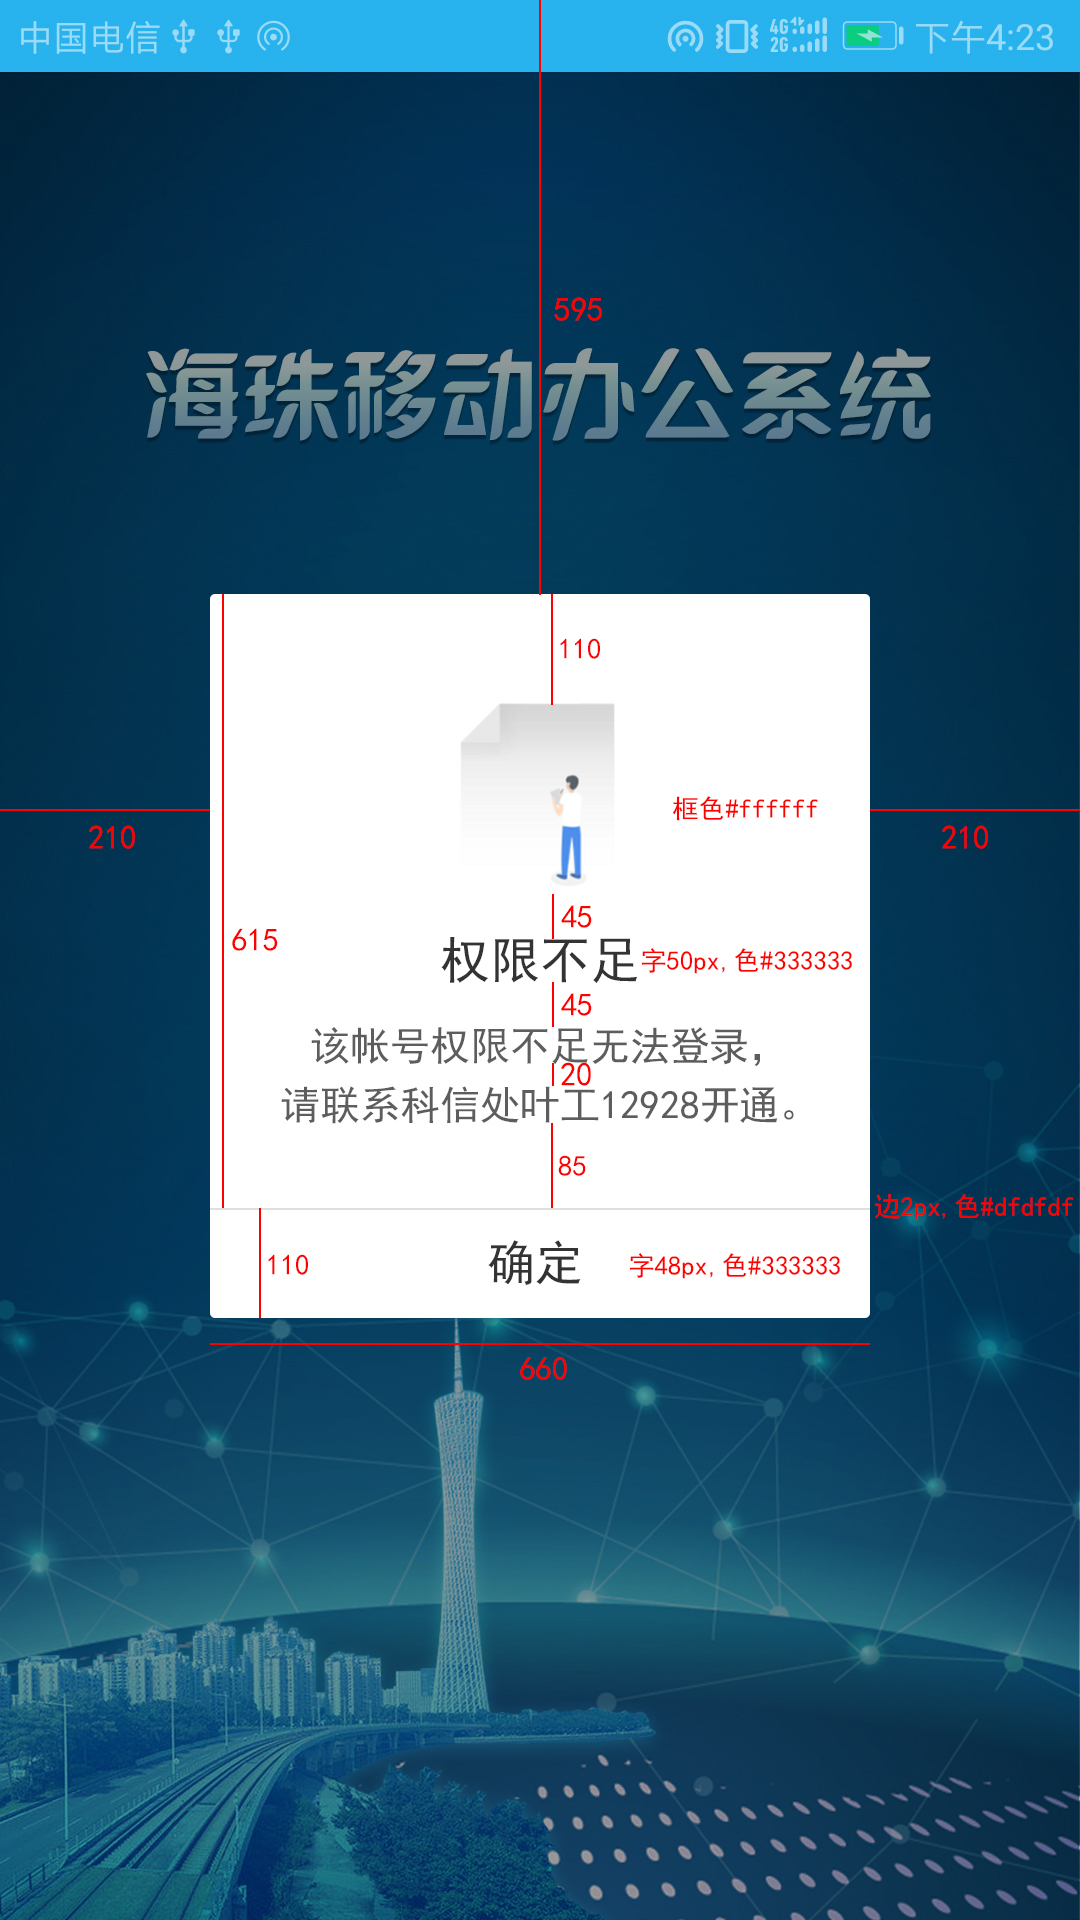 中国电信
4G
2G
下午4:23
595
海珠移动办公系统
110
框色#ffffff
210
210
45
615
权限不足
字50px, 色#333333
45
该帐号权限不足无法登录，
20
请联系科信处叶工12928开通。
85
边2px, 色#dfdfdf
110
确定
字48px, 色#333333
660